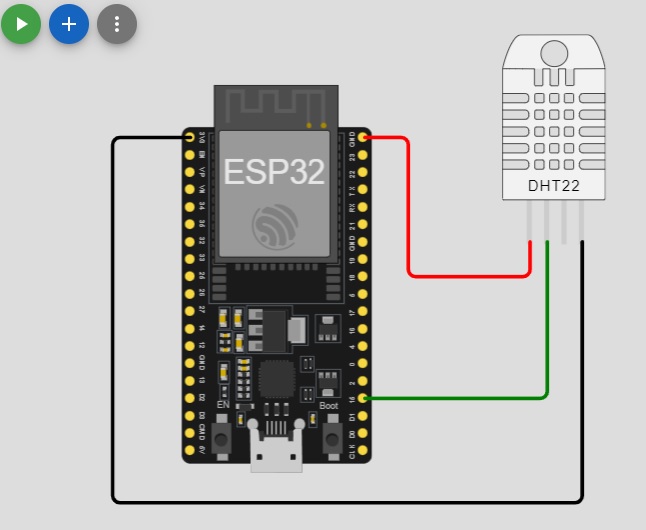 3V3
EN
VP
VN
34
35
32
33
25
26
27
14
12
GND
13
D2
D3
CMD
5V
ESP32
EN
Boot
GND
23
22
TX
RX
21
GND
19
18
5
17
16
4
0
2
15
D1
D0
CLK
DHT22